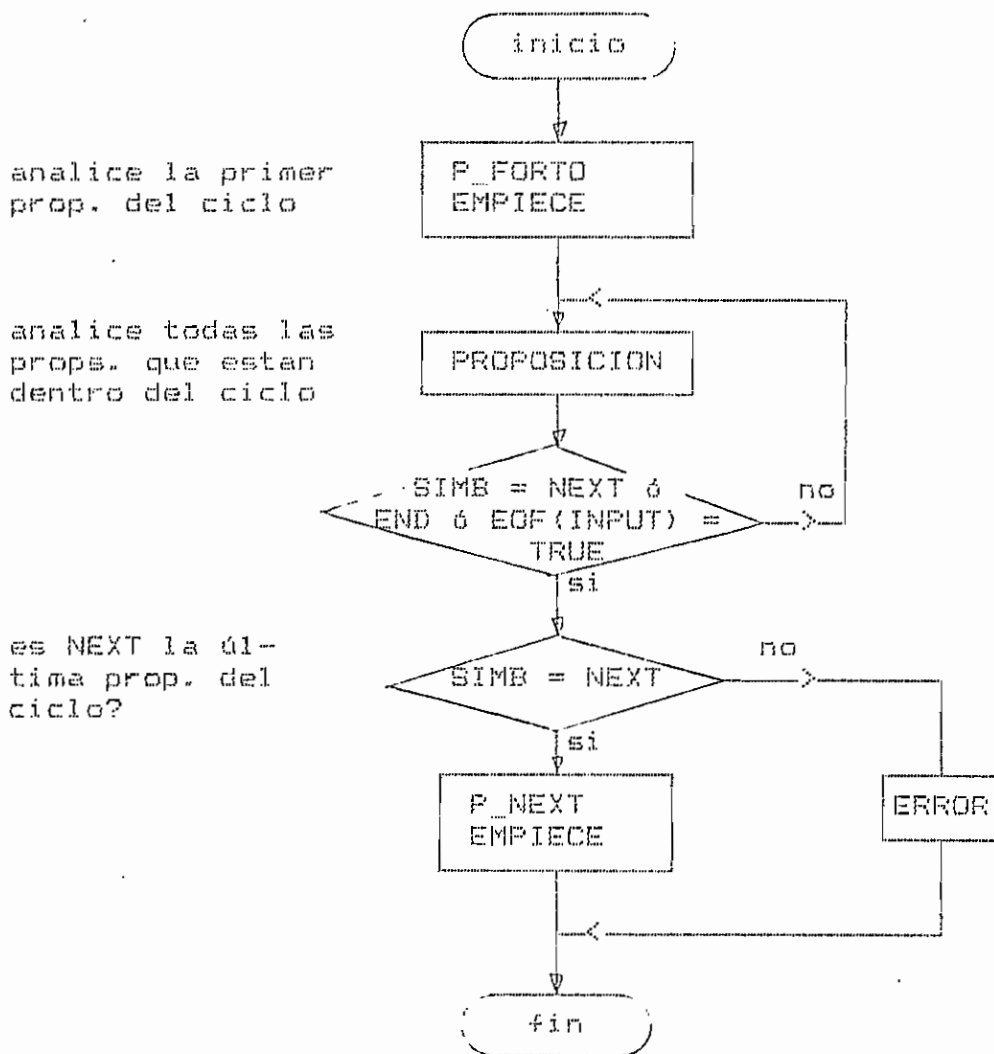 inicio
analice la primer
prop. del ciclo
P_FORTO
EMPIECE
analice todas las
props. que estan
dentro del ciclo
PROPOSICION
SIMB = NEXT ó
END ó EOF(INPUT) =
TRUE
no
si
es NEXT la úl-
tima prop. del
ciclo?
SIMB = NEXT
no
si
P_NEXT
EMPIECE
ERROR
fin